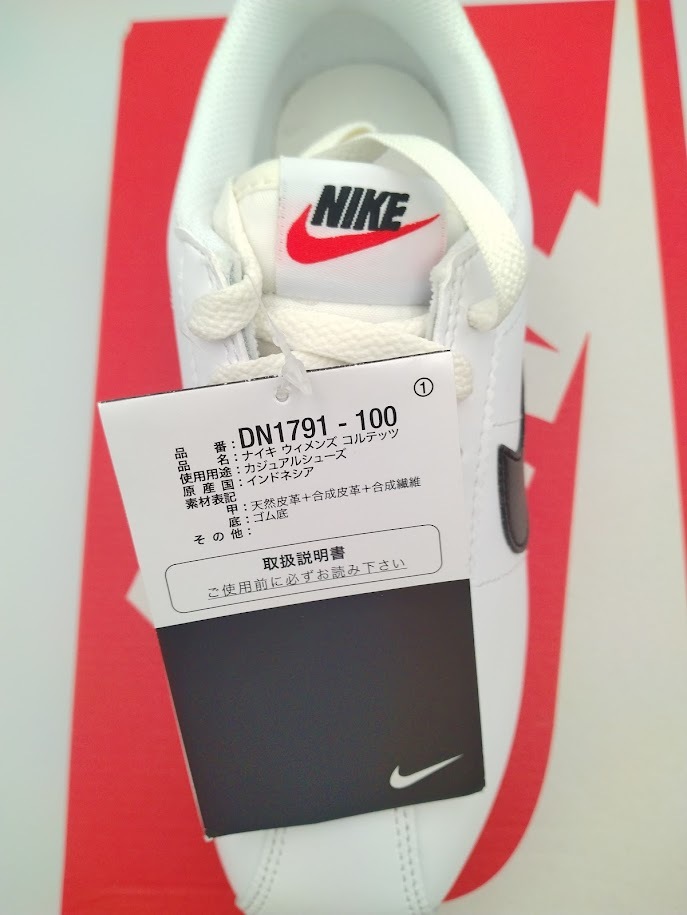 NIKE
①
品番：DN1791 - 100
品名：ナイキ ウィメンズ コルテッツ
使用用途：カジュアルシューズ
原産国：インドネシア
素材表記
甲：天然皮革＋合成皮革＋合成繊維
底：ゴム底
その他：
取扱説明書
ご使用前に必ずお読み下さい